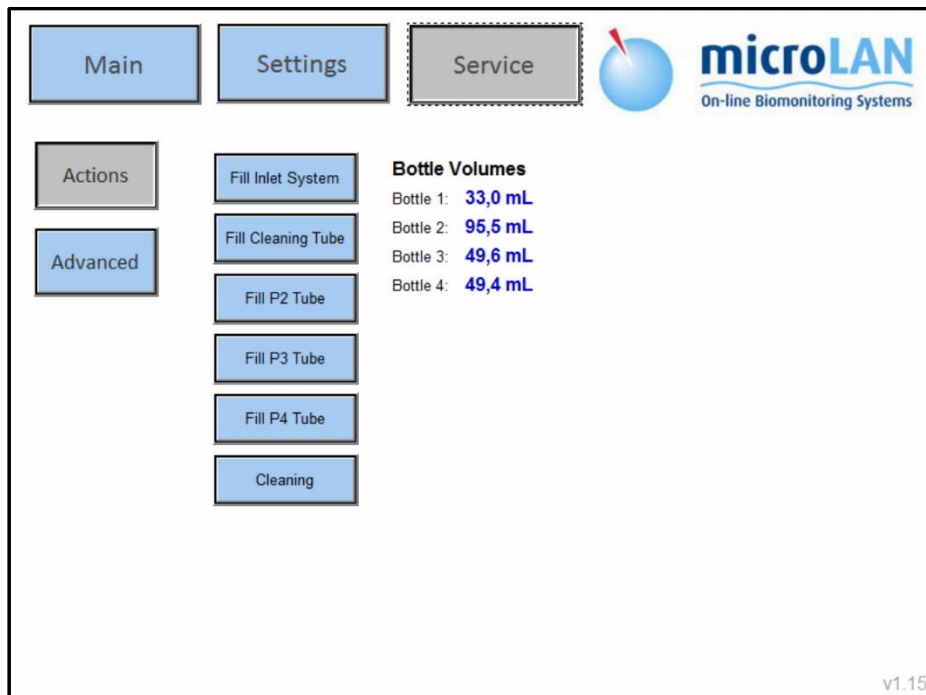 Main
Settings
Service
microLAN
On-line Biomonitoring Systems
Actions
Advanced
Fill Inlet System
Fill Cleaning Tube
Fill P2 Tube
Fill P3 Tube
Fill P4 Tube
Cleaning
Bottle Volumes
Bottle 1: 33,0 mL
Bottle 2: 95,5 mL
Bottle 3: 49,6 mL
Bottle 4: 49,4 mL
v1.15